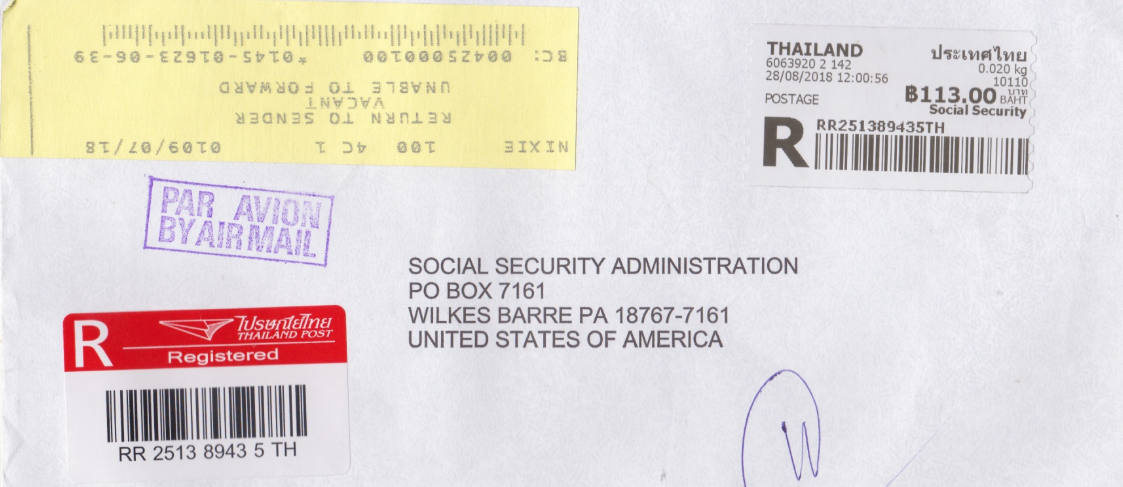 NIXIE 100 4C 1 0109/07/18
RETURN TO SENDER
VACANT
UNABLE TO FORWARD
BC: 00425000100 *0145-01623-06-39
THAILAND ประเทศไทย
6063920 2 142 0.020 kg
28/08/2018 12:00:56 10110
POSTAGE ฿113.00 บาท BAHT
Social Security
R RR251389435TH
PAR AVION
BY AIR MAIL
SOCIAL SECURITY ADMINISTRATION
PO BOX 7161
WILKES BARRE PA 18767-7161
UNITED STATES OF AMERICA
R ไปรษณีย์ไทย
THAILAND POST
Registered
RR 2513 8943 5 TH